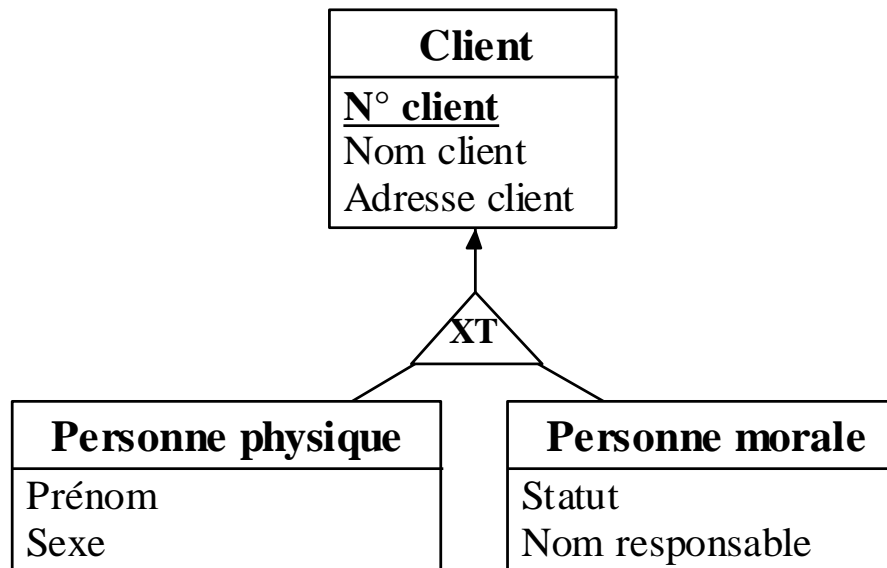 Client
N° client
Nom client
Adresse client
XT
Personne physique
Prénom
Sexe
Personne morale
Statut
Nom responsable